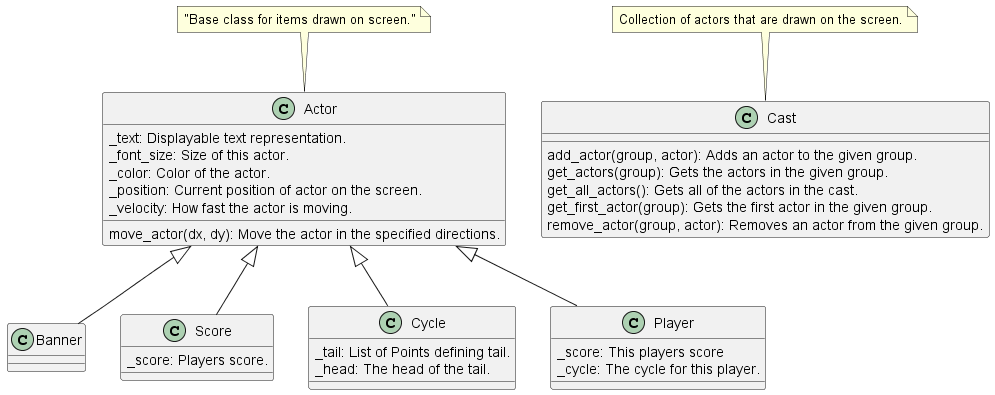 "Base class for items drawn on screen."
Collection of actors that are drawn on the screen.
C Actor
_text: Displayable text representation.
_font_size: Size of this actor.
_color: Color of the actor.
_position: Current position of actor on the screen.
_velocity: How fast the actor is moving.
move_actor(dx, dy): Move the actor in the specified directions.
C Cast
add_actor(group, actor): Adds an actor to the given group.
get_actors(group): Gets the actors in the given group.
get_all_actors(): Gets all of the actors in the cast.
get_first_actor(group): Gets the first actor in the given group.
remove_actor(group, actor): Removes an actor from the given group.
C Banner
C Score
_score: Players score.
C Cycle
_tail: List of Points defining tail.
_head: The head of the tail.
C Player
_score: This players score
_cycle: The cycle for this player.